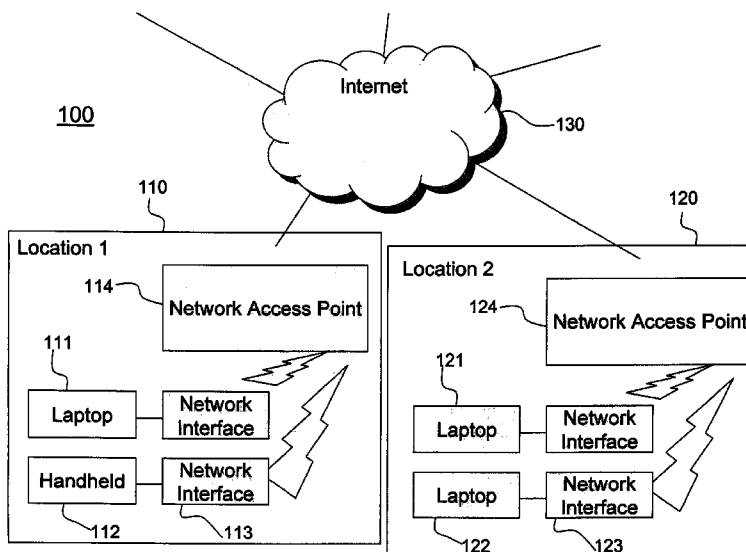 Internet
100
130
110
120
Location 1
Location 2
114
Network Access Point
124
Network Access Point
111
121
Laptop
Network
Interface
Laptop
Network
Interface
Handheld
Network
Interface
Laptop
Network
Interface
112
113
122
123